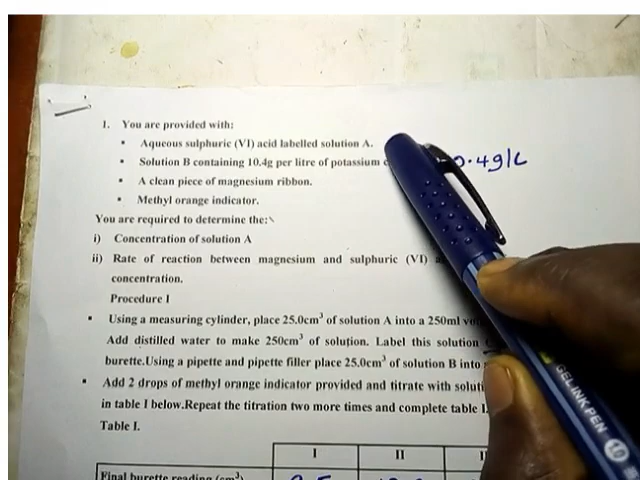 1. You are provided with:
▪ Aqueous sulphuric (VI) acid labelled solution A.
▪ Solution B containing 10.4g per litre of potassium
0.4g/L
▪ A clean piece of magnesium ribbon.
▪ Methyl orange indicator.
You are required to determine the:
i) Concentration of solution A
ii) Rate of reaction between magnesium and sulphuric (VI)
concentration.
Procedure I
▪ Using a measuring cylinder, place 25.0cm³ of solution A into a 250ml
Add distilled water to make 250cm³ of solution. Label this solution
burette.Using a pipette and pipette filler place 25.0cm³ of solution B into
▪ Add 2 drops of methyl orange indicator provided and titrate with
in table I below.Repeat the titration two more times and complete table
Table I.
I II
Final burette reading (cm³)
GEL INK PEN 1.0